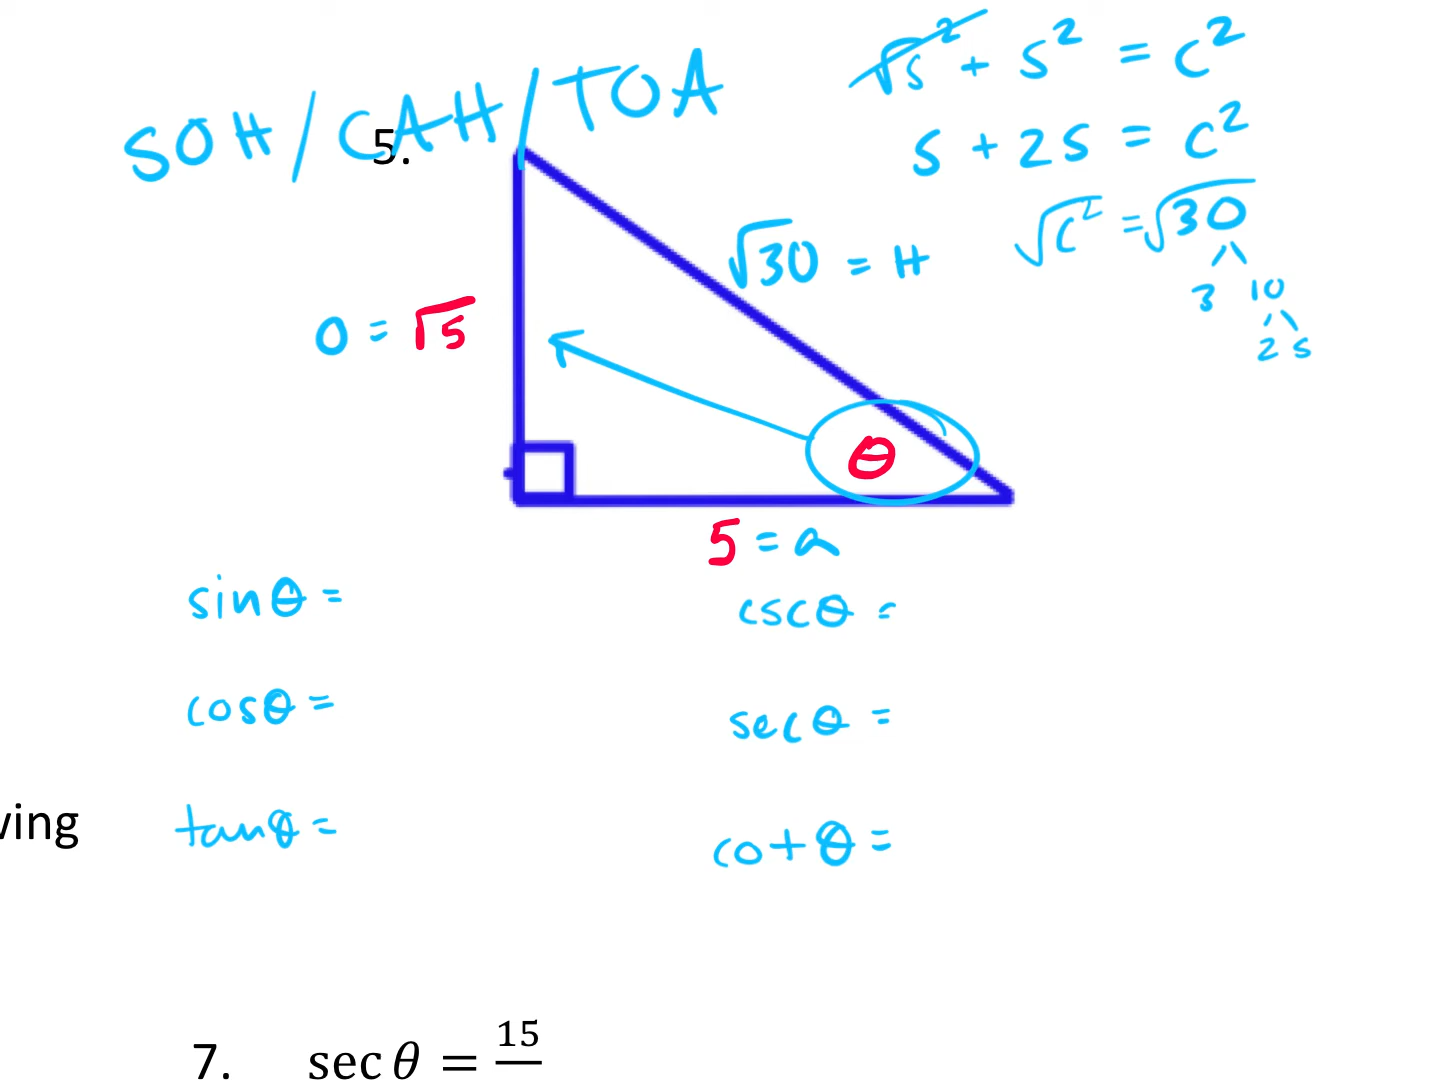 SOH/CAH/TOA
5.
√5² + 5² = c²
5 + 25 = c²
√c² = √30
3 10
2 5
√30 = H
O = √5
θ
5 = a
sinθ =
cscθ =
cosθ =
secθ =
tanθ =
cotθ =
ving
7. sec θ = 15